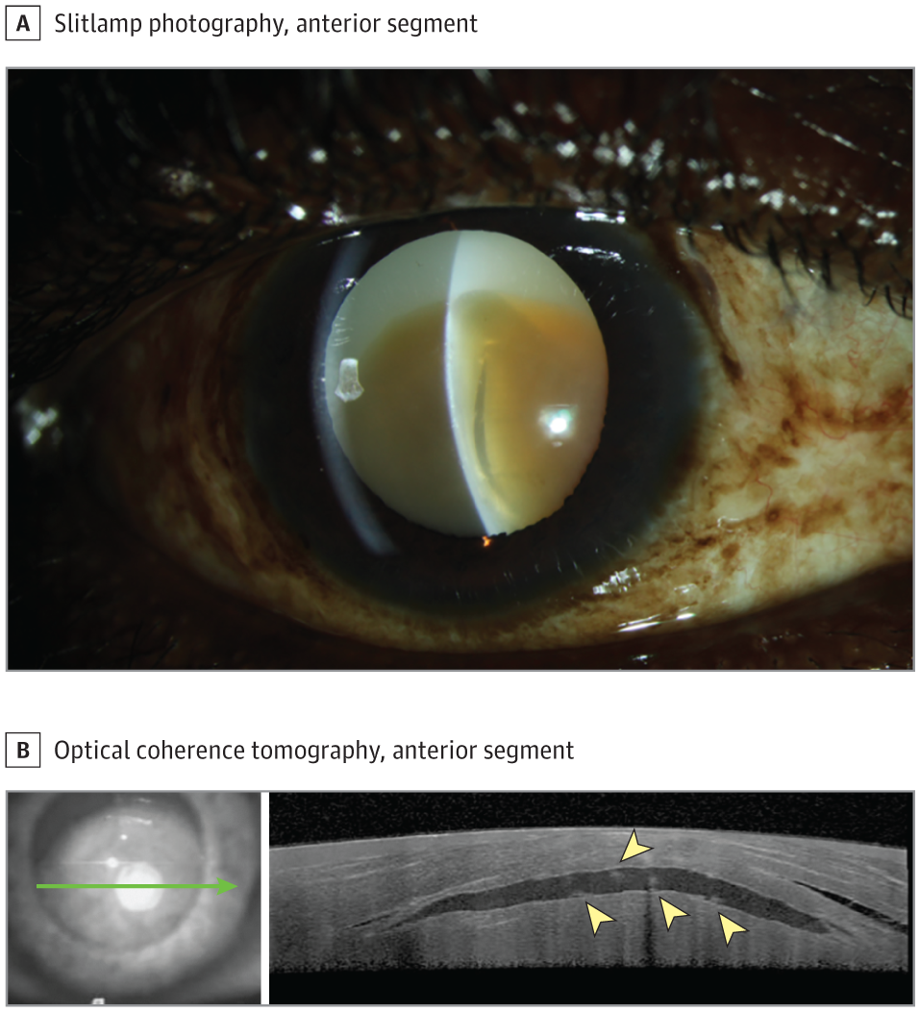 A Slitlamp photography, anterior segment
B Optical coherence tomography, anterior segment